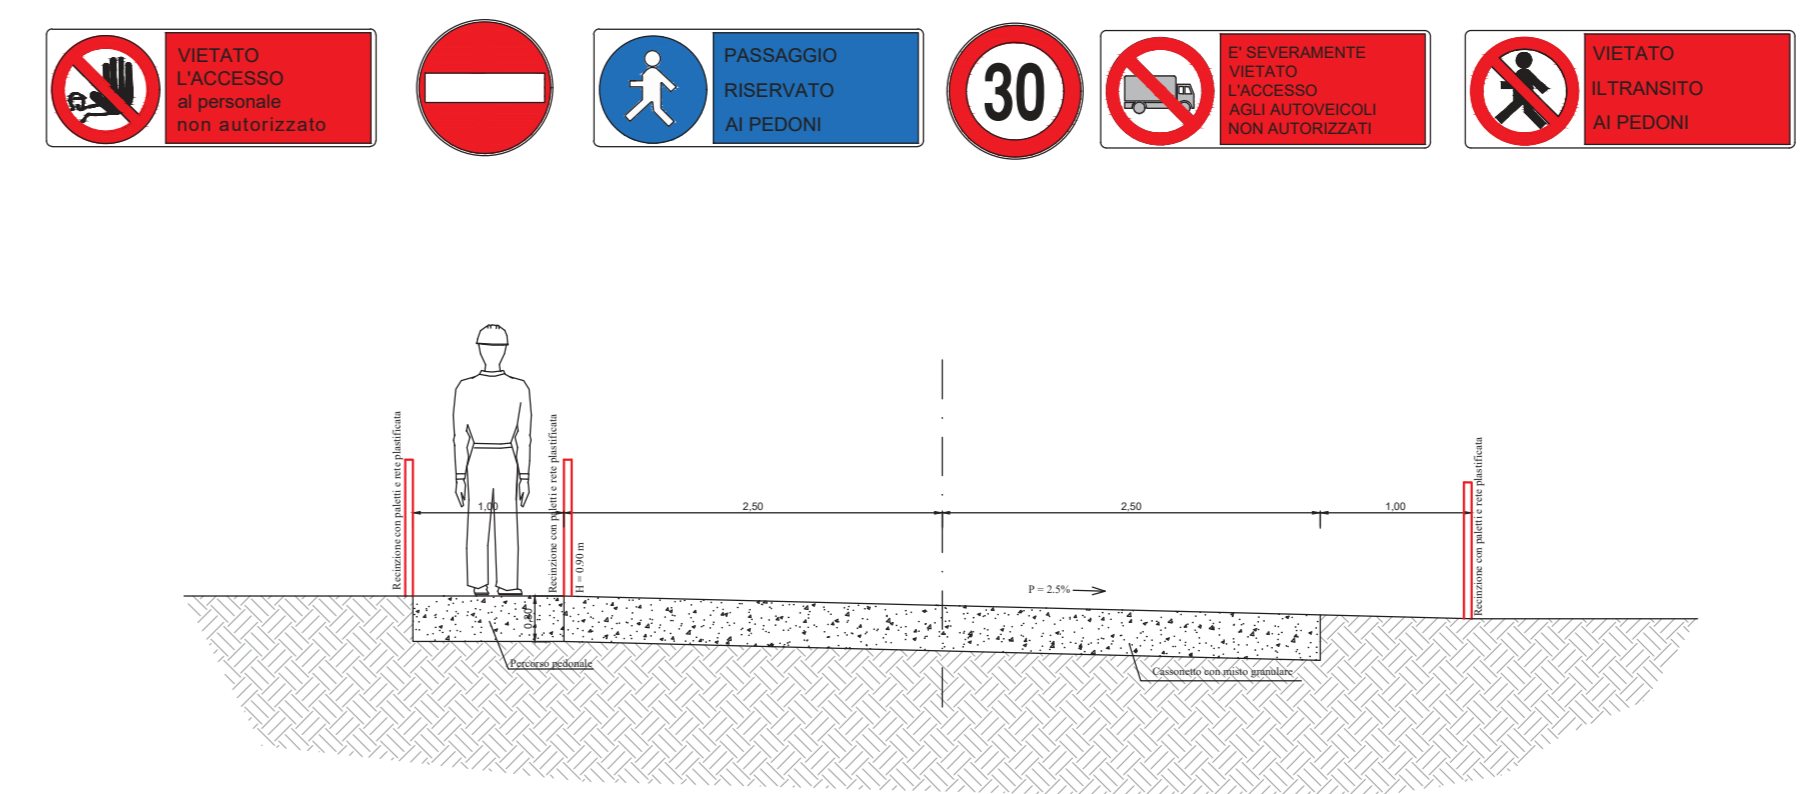 VIETATO
L'ACCESSO
al personale
non autorizzato
PASSAGGIO
RISERVATO
AI PEDONI
30
E' SEVERAMENTE
VIETATO
L'ACCESSO
AGLI AUTOVEICOLI
NON AUTORIZZATI
VIETATO
ILTRANSITO
AI PEDONI
Recinzione con paletti e rete plastificata
1,00
Recinzione con paletti e rete plastificata
H = 0.90 m
2,50
2,50
1,00
Recinzione con paletti e rete plastificata
P = 2.5%
Percorso pedonale
Cassonetto con misto granulare